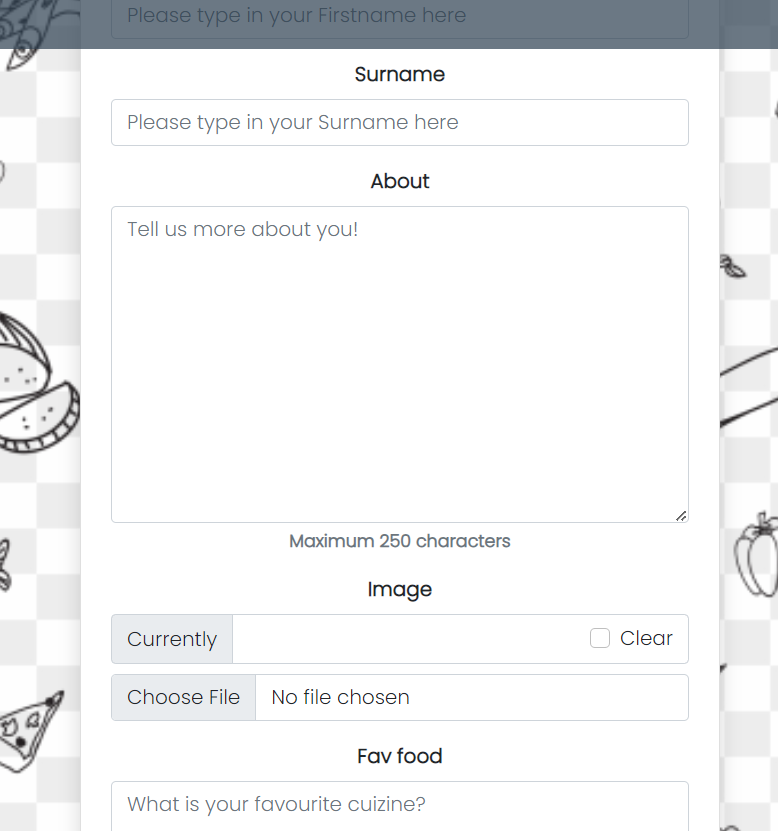 Please type in your Firstname here
Surname
Please type in your Surname here
About
Tell us more about you!
Maximum 250 characters
Image
Currently
Clear
Choose File
No file chosen
Fav food
What is your favourite cuizine?